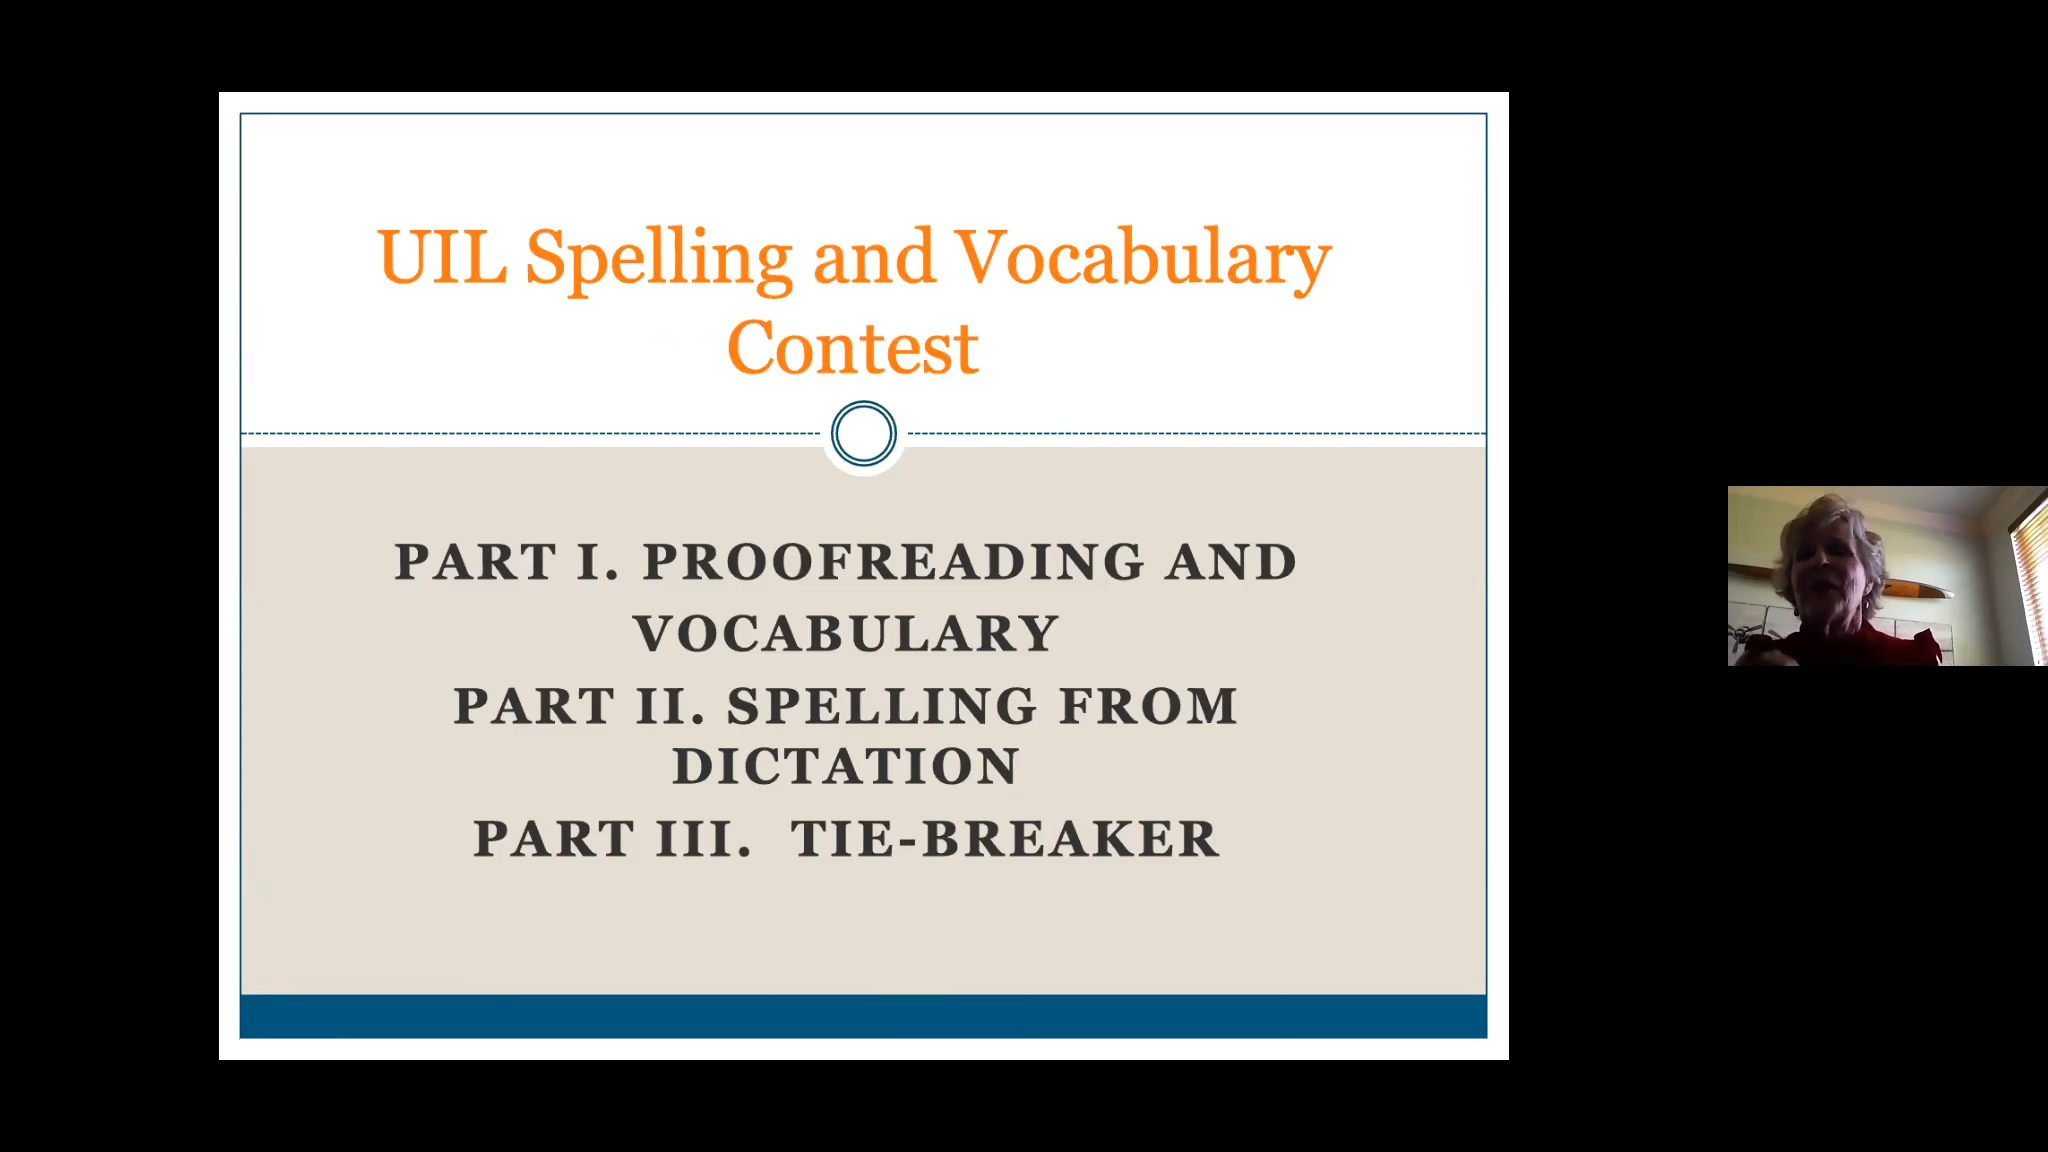 UIL Spelling and Vocabulary
Contest
PART I. PROOFREADING AND
VOCABULARY
PART II. SPELLING FROM
DICTATION
PART III. TIE-BREAKER